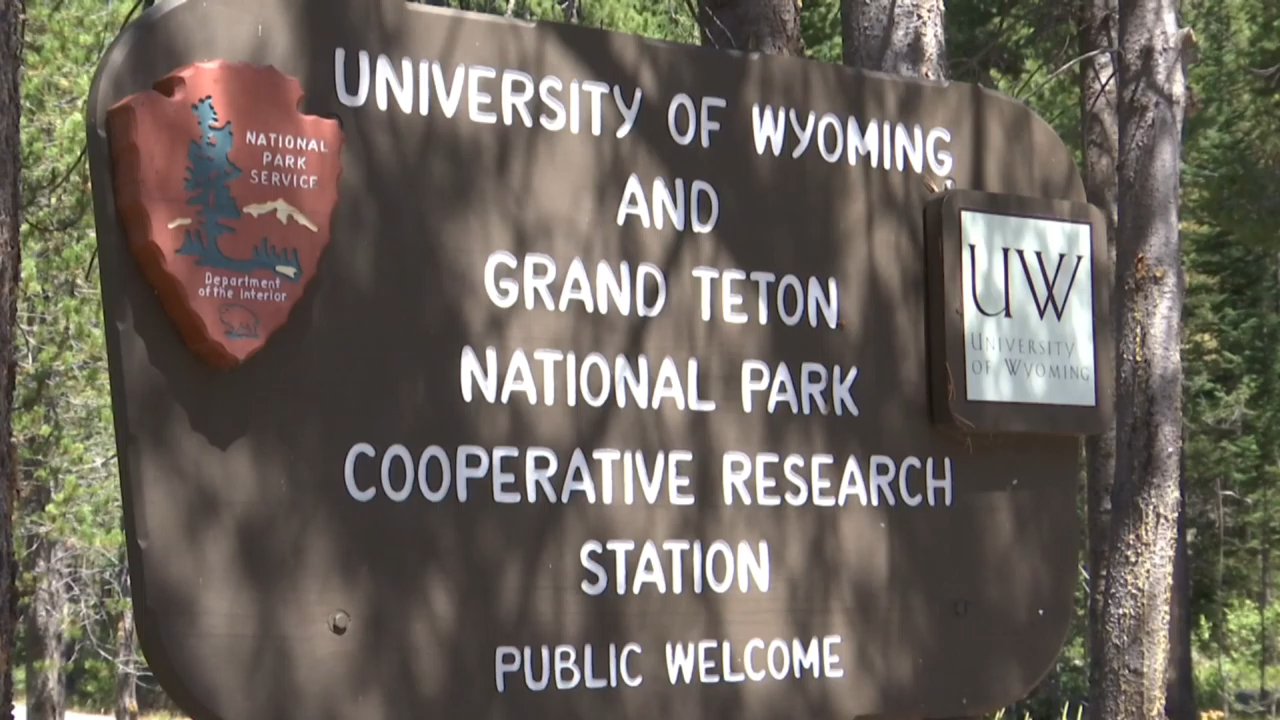 NATIONAL
PARK
SERVICE
Department
of the Interior
UNIVERSITY OF WYOMING
AND
GRAND TETON
NATIONAL PARK
COOPERATIVE RESEARCH
STATION
PUBLIC WELCOME
UW
UNIVERSITY
OF WYOMING